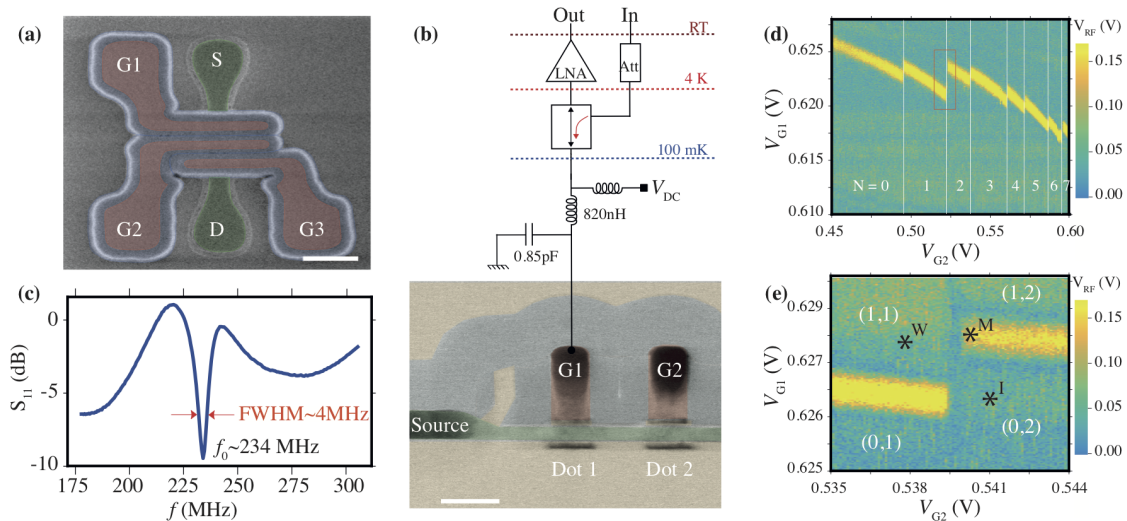 (a)
G1
S
G2
D
G3
(b)
Out
In
RT
LNA
Att
4 K
100 mK
V_DC
820nH
0.85pF
G1
G2
Source
Dot 1
Dot 2
(c)
S₁₁ (dB)
0
-5
-10
FWHM~4MHz
f₀~234 MHz
175
200
225
250
275
300
f (MHz)
(d)
V_RF (V)
0.15
0.10
0.05
0.00
V_G1 (V)
0.625
0.620
0.615
0.610
N = 0
1
2
3
4
5
6
7
0.45
0.50
0.55
0.60
V_G2 (V)
(e)
V_RF (V)
0.15
0.10
0.05
0.00
V_G1 (V)
0.629
0.627
0.626
0.625
(1,1)
(1,2)
W
M
I
(0,1)
(0,2)
0.535
0.538
0.541
0.544
V_G2 (V)